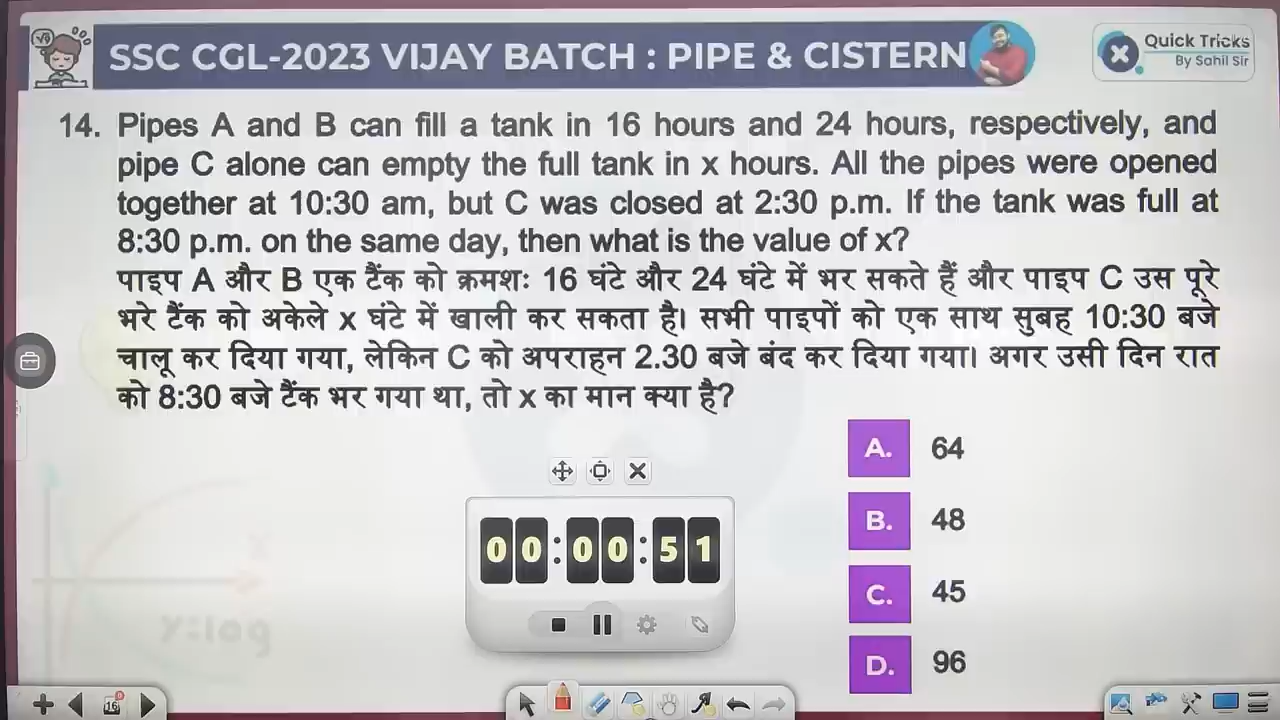 SSC CGL-2023 VIJAY BATCH : PIPE & CISTERN
Quick Tricks
By Sahil Sir
14. Pipes A and B can fill a tank in 16 hours and 24 hours, respectively, and
pipe C alone can empty the full tank in x hours. All the pipes were opened
together at 10:30 am, but C was closed at 2:30 p.m. If the tank was full at
8:30 p.m. on the same day, then what is the value of x?
पाइप A और B एक टैंक को क्रमशः 16 घंटे और 24 घंटे में भर सकते हैं और पाइप C उस पूरे
भरे टैंक को अकेले x घंटे में खाली कर सकता है। सभी पाइपों को एक साथ सुबह 10:30 बजे
चालू कर दिया गया, लेकिन C को अपराहन 2.30 बजे बंद कर दिया गया। अगर उसी दिन रात
को 8:30 बजे टैंक भर गया था, तो x का मान क्या है?
A. 64
B. 48
C. 45
D. 96
00:00:51
y=log
x
16